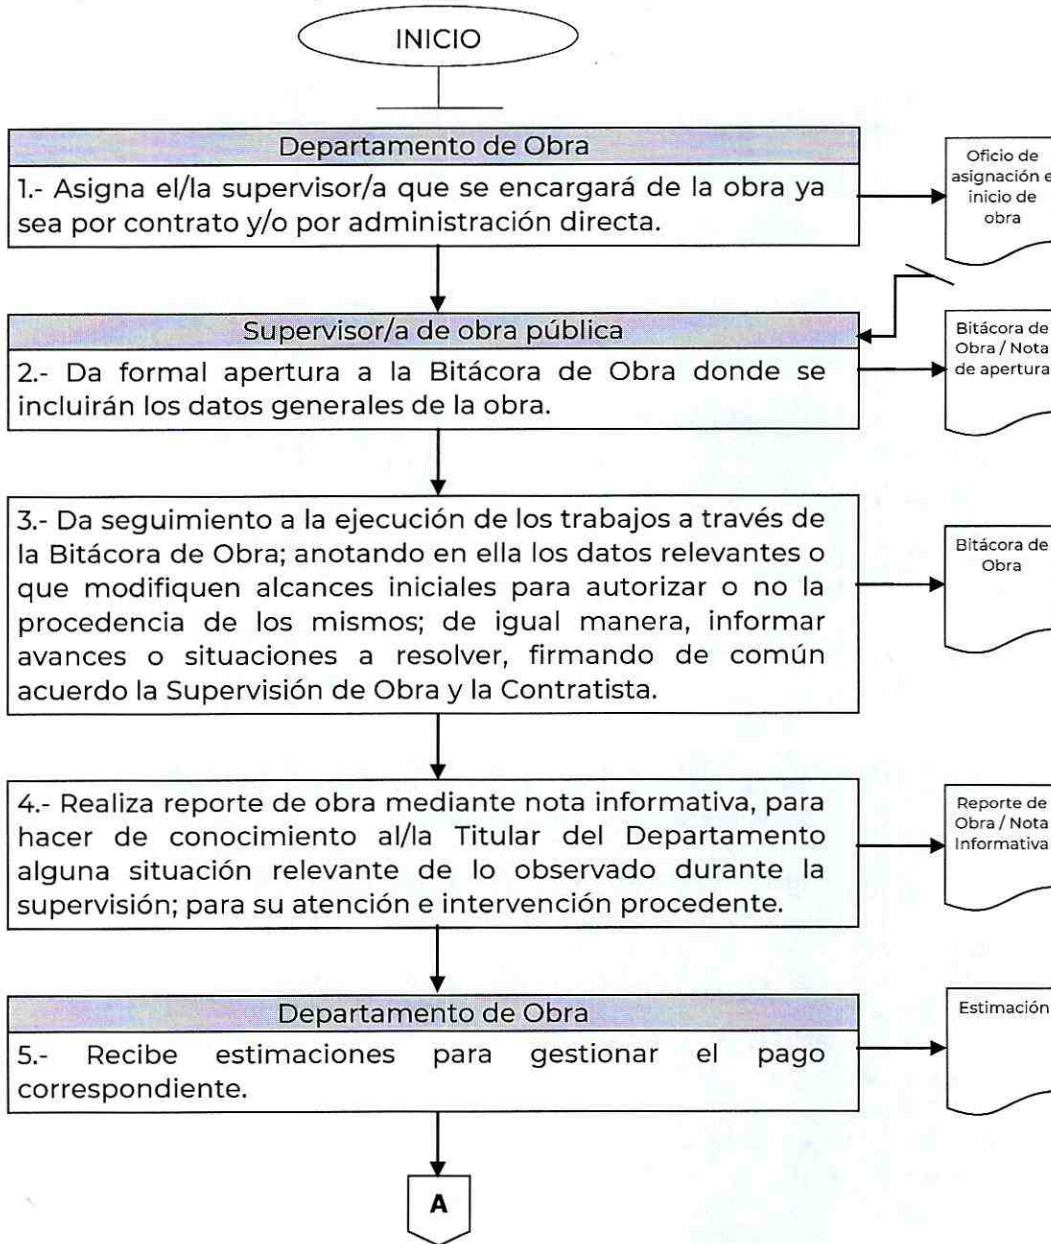 INICIO
Departamento de Obra
1.- Asigna el/la supervisor/a que se encargará de la obra ya
sea por contrato y/o por administración directa.
Oficio de
asignación e
inicio de
obra
Supervisor/a de obra pública
2.- Da formal apertura a la Bitácora de Obra donde se
incluirán los datos generales de la obra.
Bitácora de
Obra / Nota
de apertura
3.- Da seguimiento a la ejecución de los trabajos a través de
la Bitácora de Obra; anotando en ella los datos relevantes o
que modifiquen alcances iniciales para autorizar o no la
procedencia de los mismos; de igual manera, informar
avances o situaciones a resolver, firmando de común
acuerdo la Supervisión de Obra y la Contratista.
Bitácora de
Obra
4.- Realiza reporte de obra mediante nota informativa, para
hacer de conocimiento al/la Titular del Departamento
alguna situación relevante de lo observado durante la
supervisión; para su atención e intervención procedente.
Reporte de
Obra / Nota
Informativa
Departamento de Obra
5.- Recibe estimaciones para gestionar el pago
correspondiente.
Estimación
A